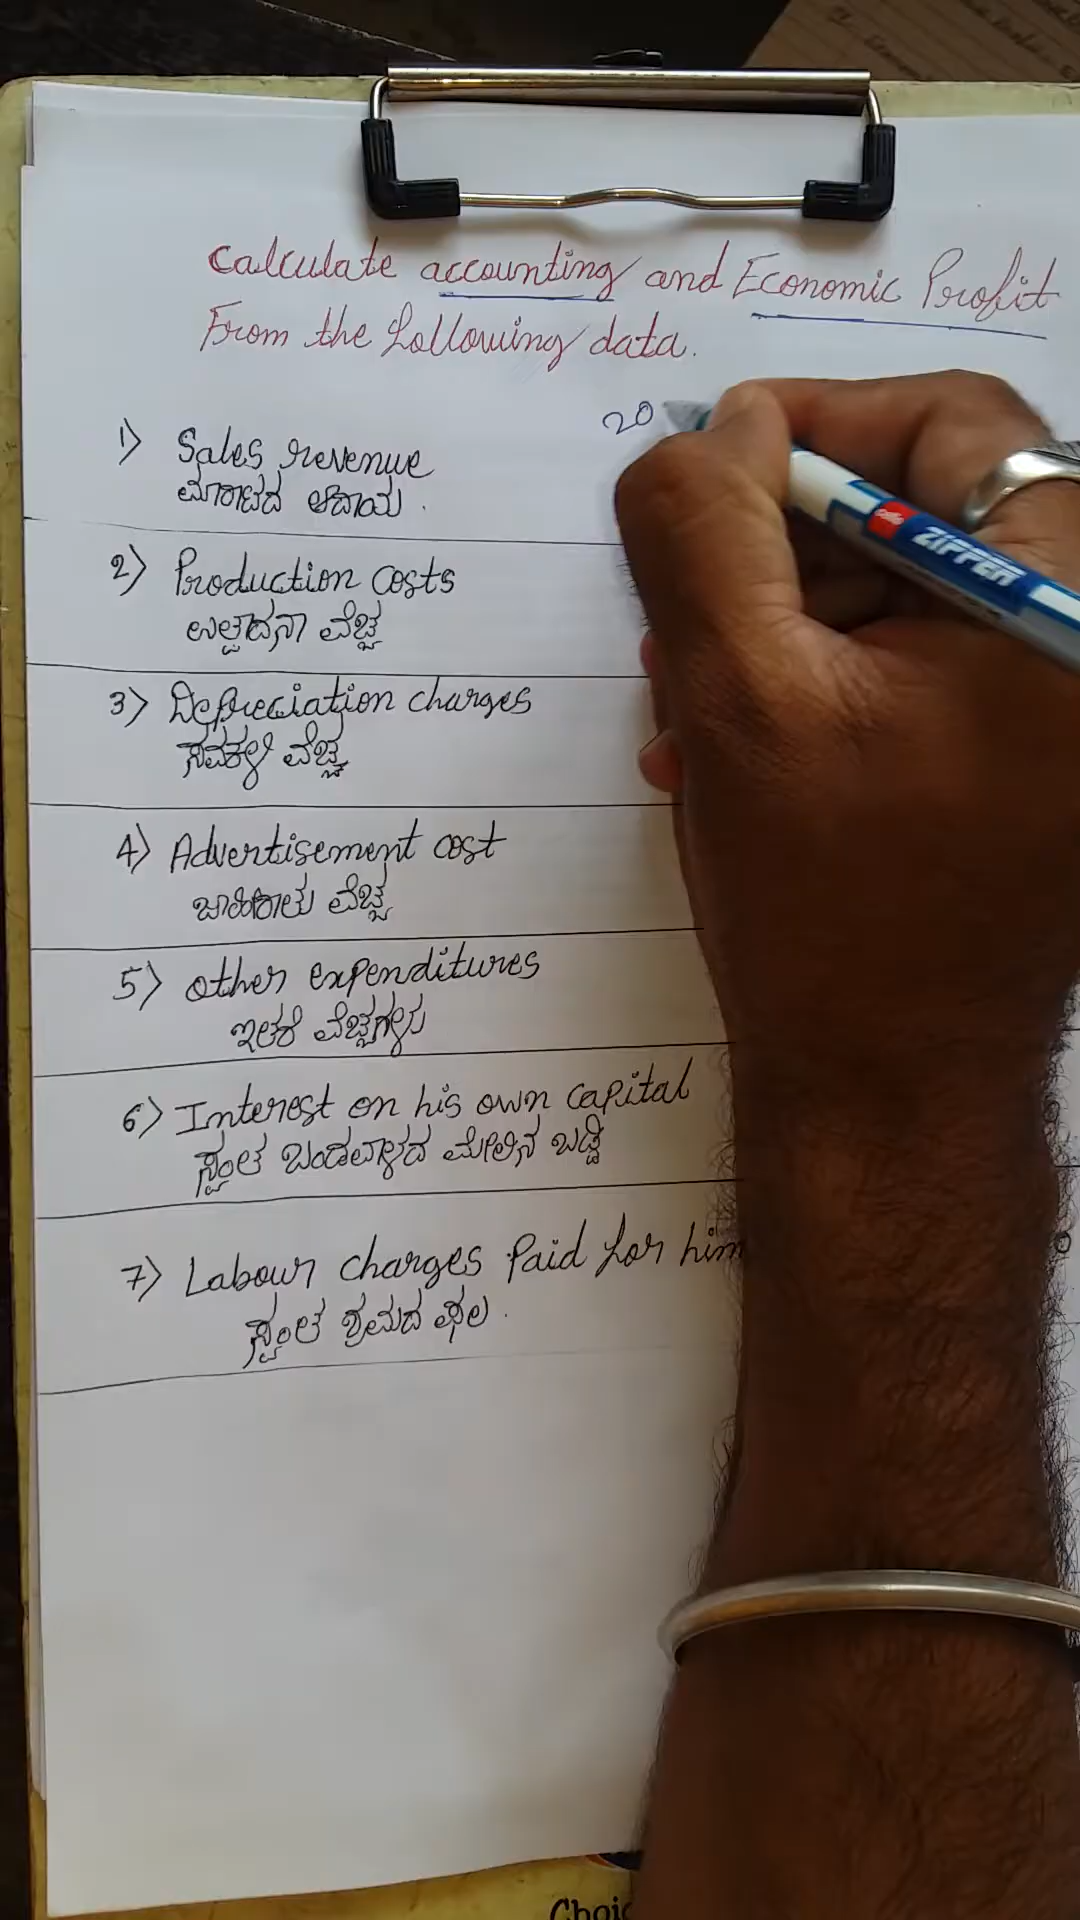 Calculate accounting and Economic Profit
From the following data.
20
1) Sales revenue
ಮಾರಾಟದ ಆದಾಯ.
2) Production costs
ಉತ್ಪಾದನಾ ವೆಚ್ಚ
3) Depreciation charges
ಸವಕಳಿ ವೆಚ್ಚ
4) Advertisement cost
ಜಾಹಿರಾತು ವೆಚ್ಚ
5) other expenditures
ಇತರೆ ವೆಚ್ಚಗಳು
6) Interest on his own capital
ಸ್ವಂತ ಬಂಡವಾಳದ ಮೇಲಿನ ಬಡ್ಡಿ
7) Labour charges Paid for him
ಸ್ವಂತ ಶ್ರಮದ ಫಲ.
cello ZIPPER